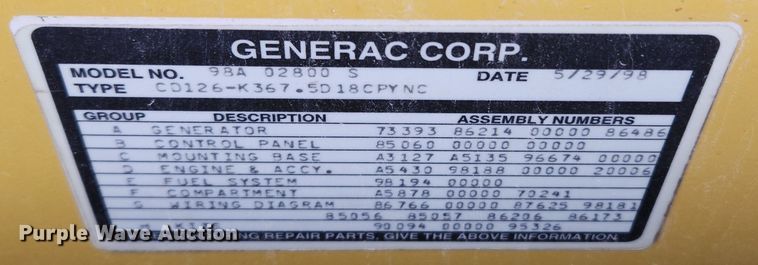 GENERAC CORP.
MODEL NO. 98A 02800 S DATE 5/29/98
TYPE CD126-K367.5D18CPYNC
GROUP DESCRIPTION ASSEMBLY NUMBERS
A GENERATOR 73393 86214 00000 86486
B CONTROL PANEL 85060 00000 00000
C MOUNTING BASE A3127 A5135 96674 00000
D ENGINE & ACCY. A5430 98188 00000 20006
E FUEL SYSTEM 98194 00000
F COMPARTMENT A5878 00000 70241
G WIRING DIAGRAM 86766 00000 87625 98181
85056 85057 86206 86173
90094 00000 95326
REPAIR PARTS, GIVE THE ABOVE INFORMATION
Purple Wave Auction